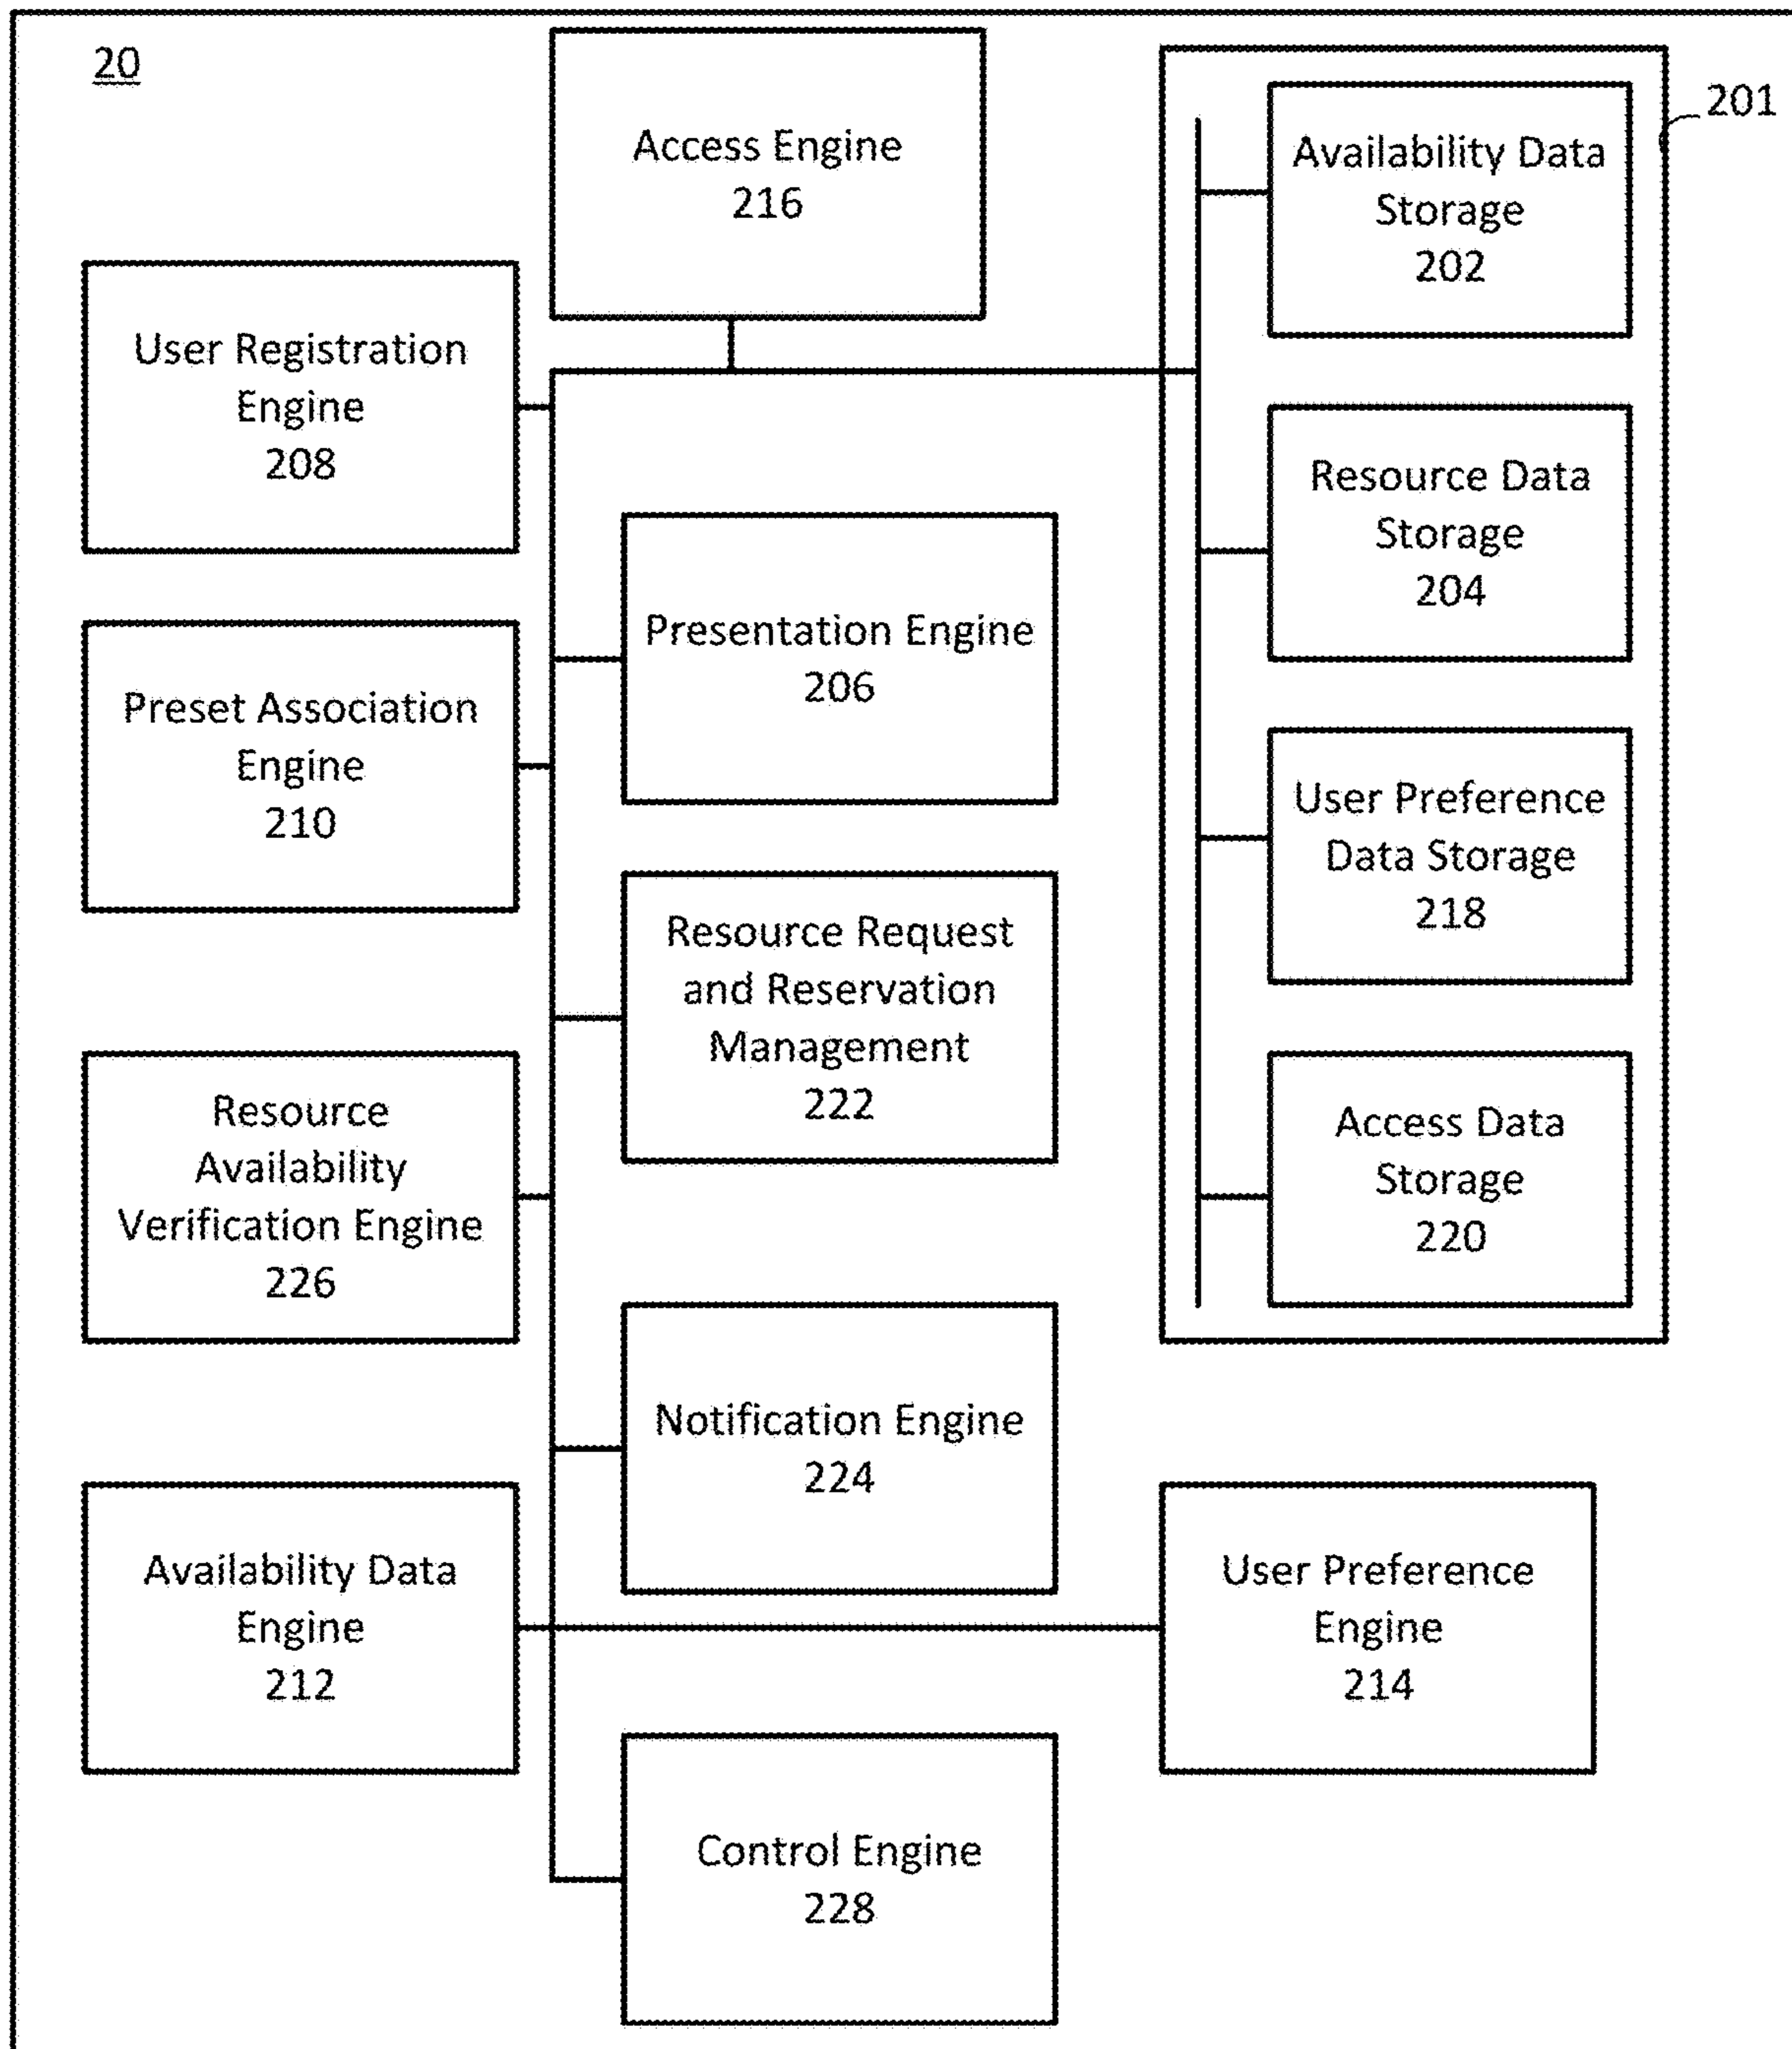 20
Access Engine
216
201
Availability Data
Storage
202
User Registration
Engine
208
Resource Data
Storage
204
Presentation Engine
206
Preset Association
Engine
210
User Preference
Data Storage
218
Resource Request
and Reservation
Management
222
Resource
Availability
Verification Engine
226
Access Data
Storage
220
Notification Engine
224
Availability Data
Engine
212
User Preference
Engine
214
Control Engine
228